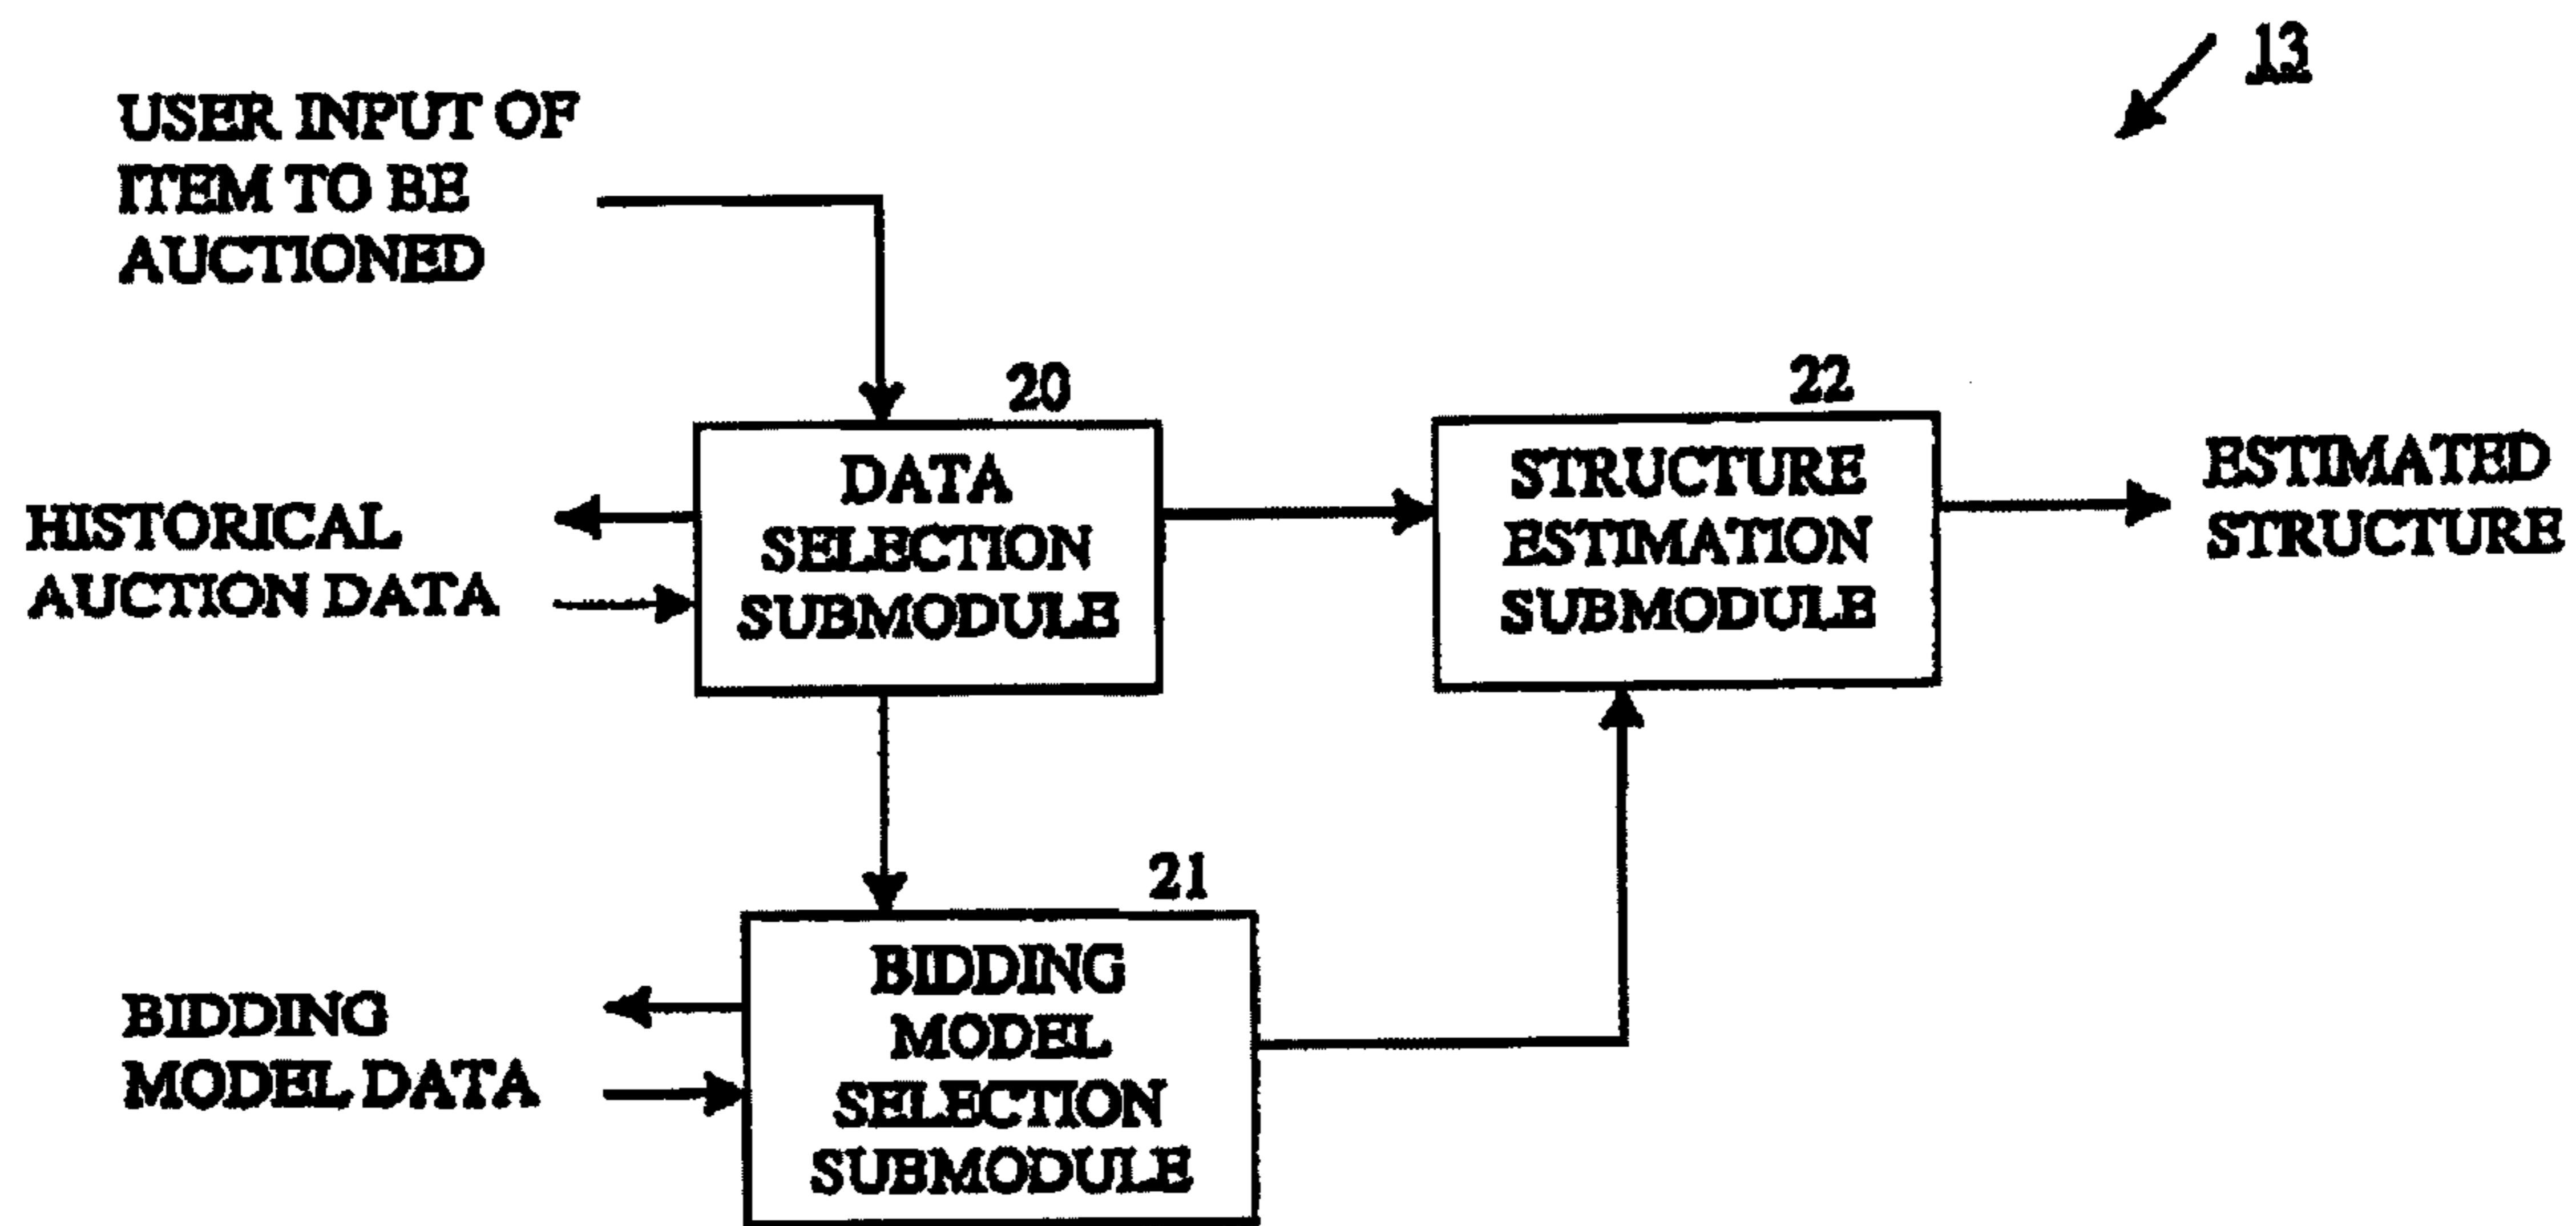 13
USER INPUT OF
ITEM TO BE
AUCTIONED
20
22
DATA
SELECTION
SUBMODULE
STRUCTURE
ESTIMATION
SUBMODULE
ESTIMATED
STRUCTURE
HISTORICAL
AUCTION DATA
21
BIDDING
MODEL
SELECTION
SUBMODULE
BIDDING
MODEL DATA